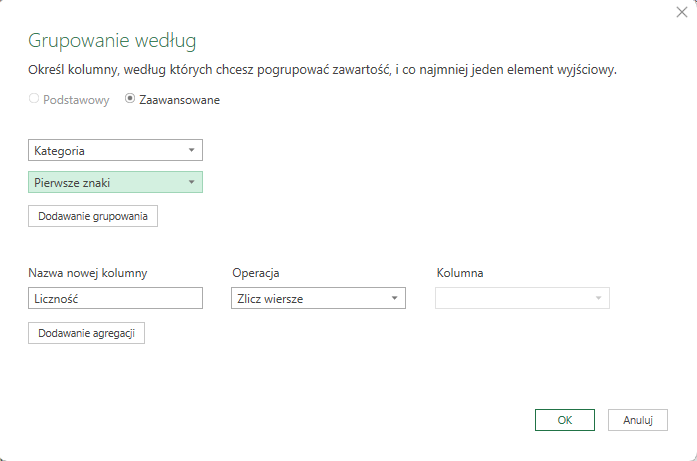 Grupowanie według
Określ kolumny, według których chcesz pogrupować zawartość, i co najmniej jeden element wyjściowy.
Podstawowy Zaawansowane
Kategoria
Pierwsze znaki
Dodawanie grupowania
Nazwa nowej kolumny Operacja Kolumna
Liczność Zlicz wiersze
Dodawanie agregacji
OK Anuluj